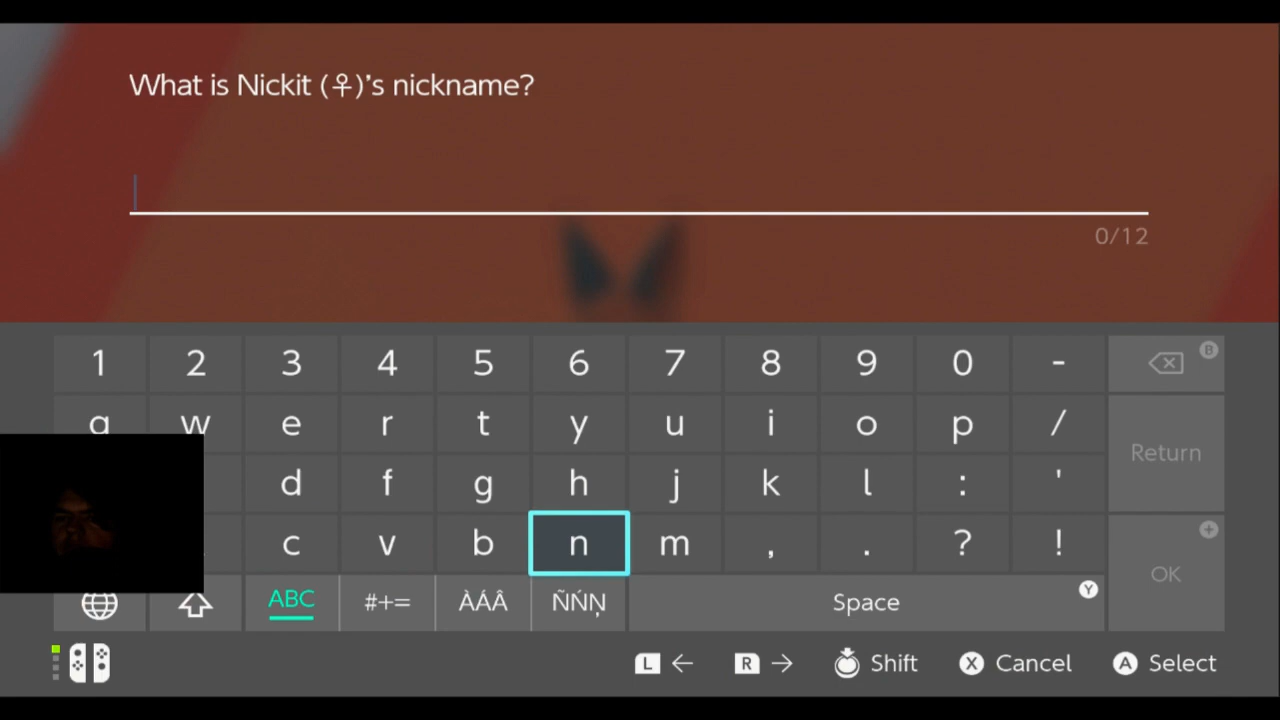 What is Nickit (♀)'s nickname?
0/12
1 2 3 4 5 6 7 8 9 0 -
q w e r t y u i o p /
Return
d f g h j k l : '
c v b n m , . ? !
OK
ABC #+= ÀÁÂ ÑŃŅ Space
B
+
Y
L ← R → Shift X Cancel A Select